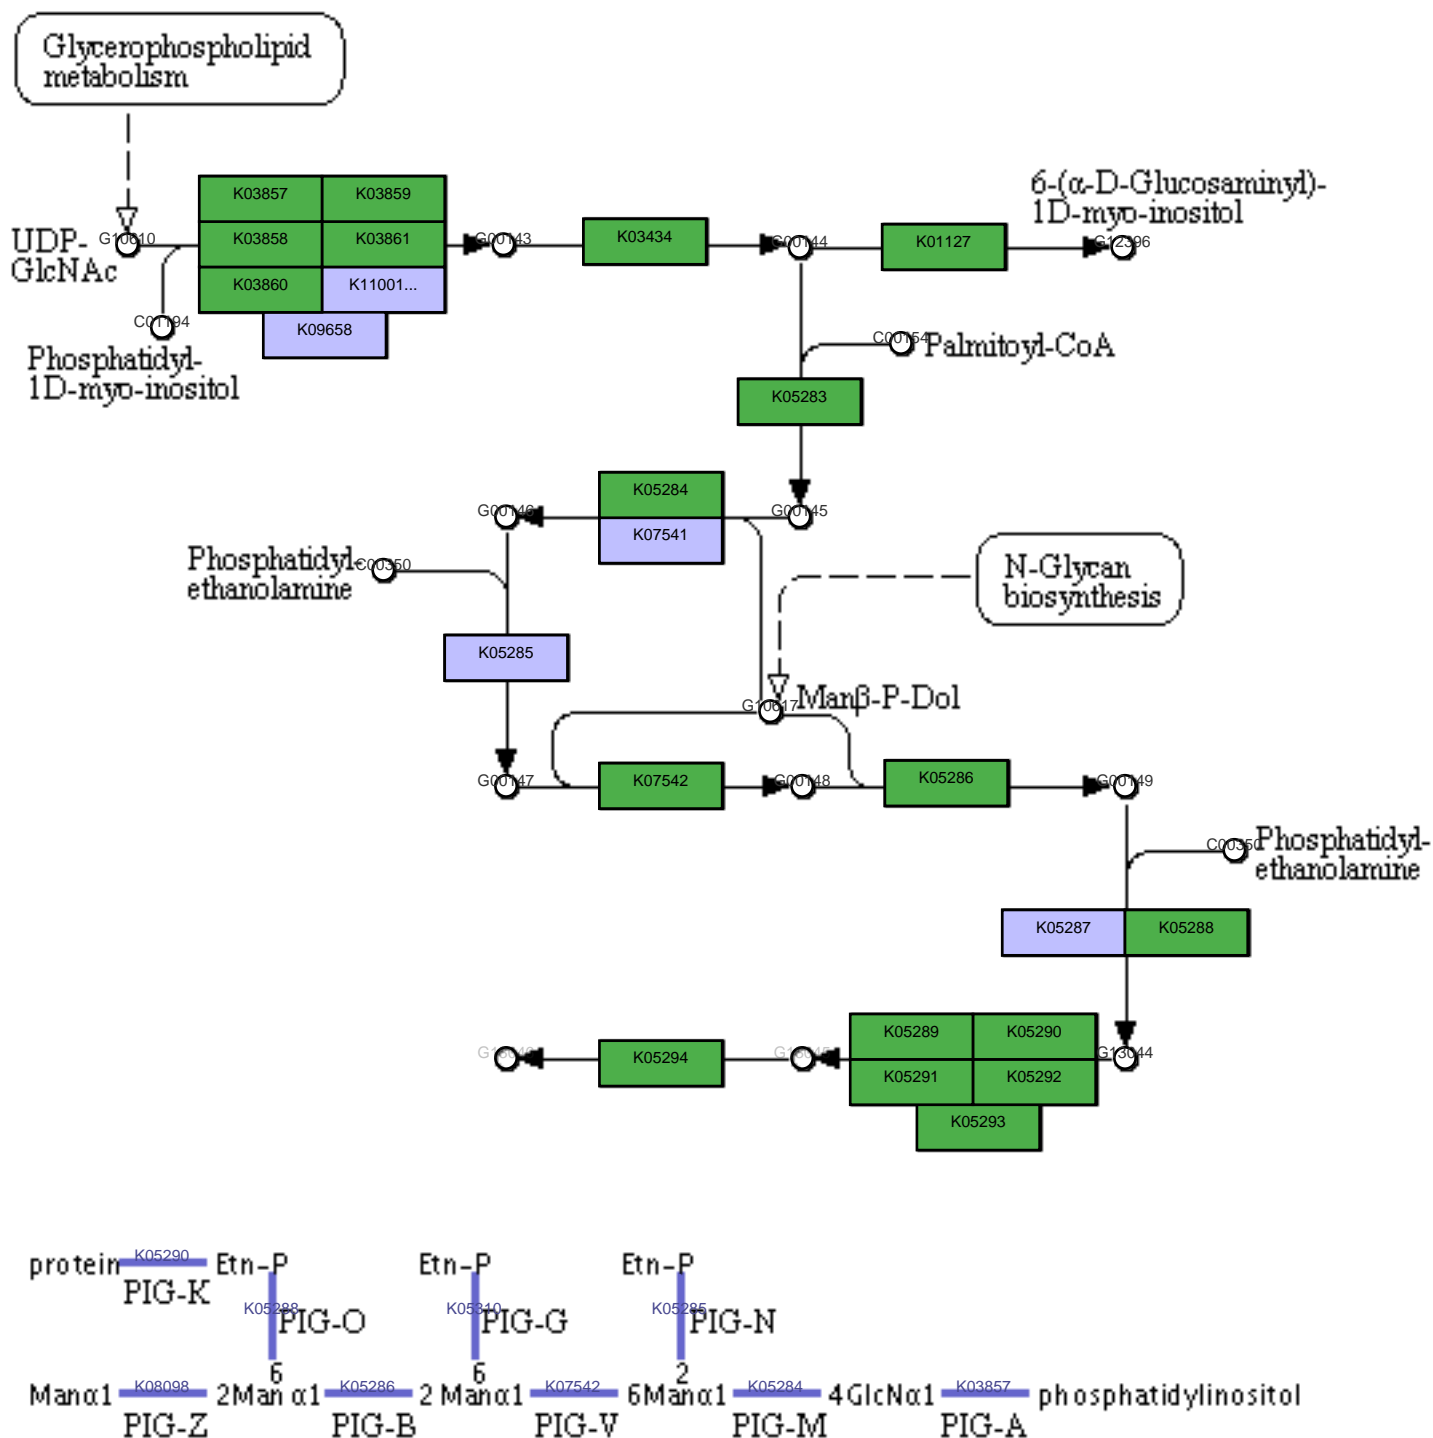 Glycerophospholipid
metabolism
K03857
K03859
6-(α-D-Glucosaminyl)-
1D-myo-inositol
UDP-
GlcNAc
G10610
K03858
K03861
G00143
K03434
G00144
K01127
G12396
K03860
K11001...
C01194
K09658
Phosphatidyl-
1D-myo-inositol
C00154
Palmitoyl-CoA
K05283
K05284
G00146
G00145
K07541
Phosphatidyl-
ethanolamine
C00350
N-Glycan
biosynthesis
K05285
G10617
Manβ-P-Dol
G00147
K07542
G00148
K05286
G00149
C00350
Phosphatidyl-
ethanolamine
K05287
K05288
K05289
K05290
K05294
G13044
K05291
K05292
K05293
protein
K05290
PIG-K
Etn-P
K05288
PIG-O
6
Etn-P
K05310
PIG-G
6
Etn-P
K05285
PIG-N
2
Manα1 K08098 2Man α1 K05286 2 Manα1 K07542 6Manα1 K05284 4GlcNα1 K03857 phosphatidylinositol
PIG-Z PIG-B PIG-V PIG-M PIG-A